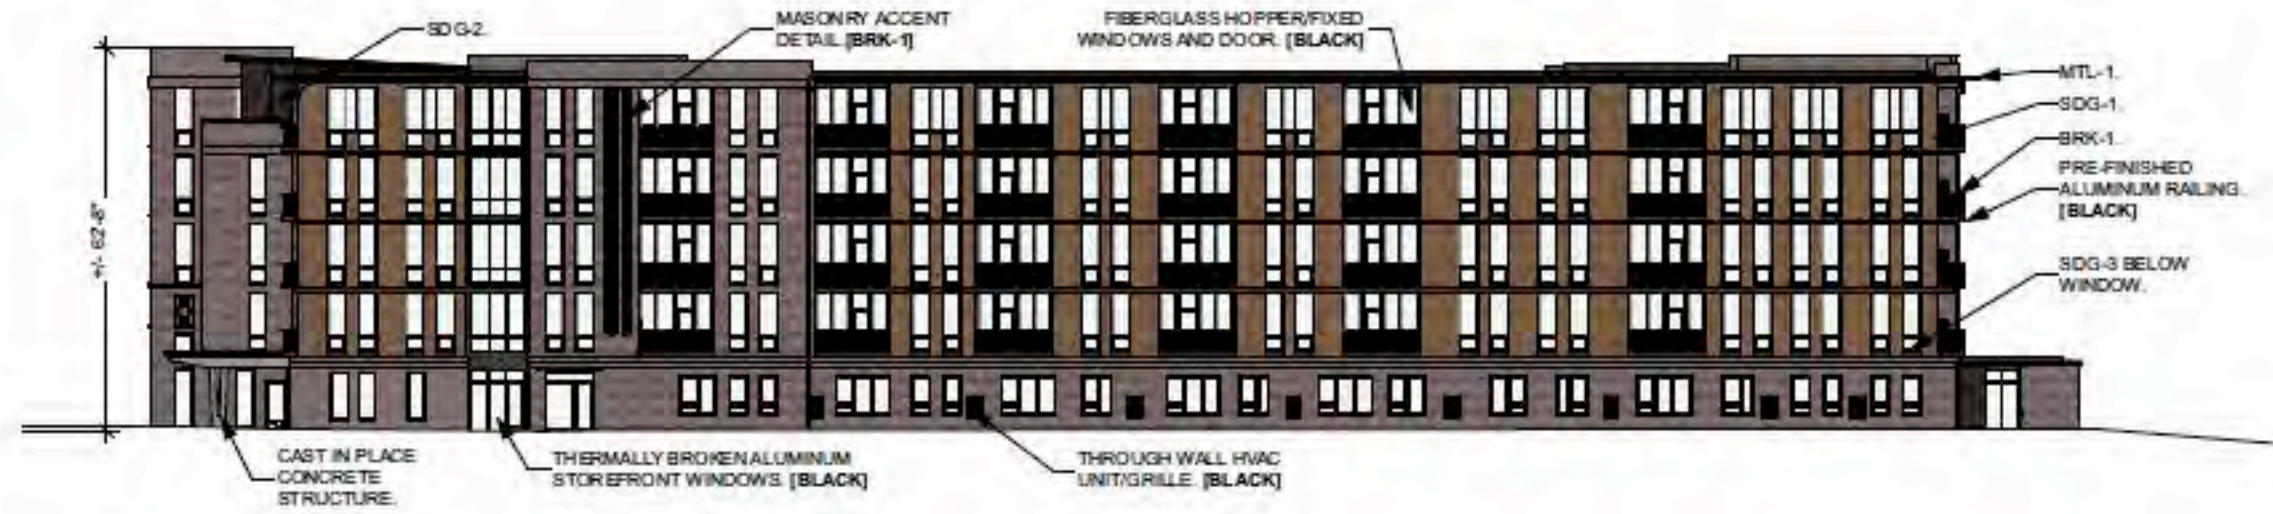 SDG-2.
MASONRY ACCENT
DETAIL. [BRK-1]
FIBERGLASS HOPPER/FIXED
WINDOWS AND DOOR. [BLACK]
MTL-1.
SDG-1.
BRK-1.
PRE-FINISHED
ALUMINUM RAILING.
[BLACK]
SDG-3 BELOW
WINDOW.
+/- 62'-8"
CAST IN PLACE
CONCRETE
STRUCTURE.
THERMALLY BROKEN ALUMINUM
STOREFRONT WINDOWS. [BLACK]
THROUGH WALL HVAC
UNIT/GRILLE. [BLACK]